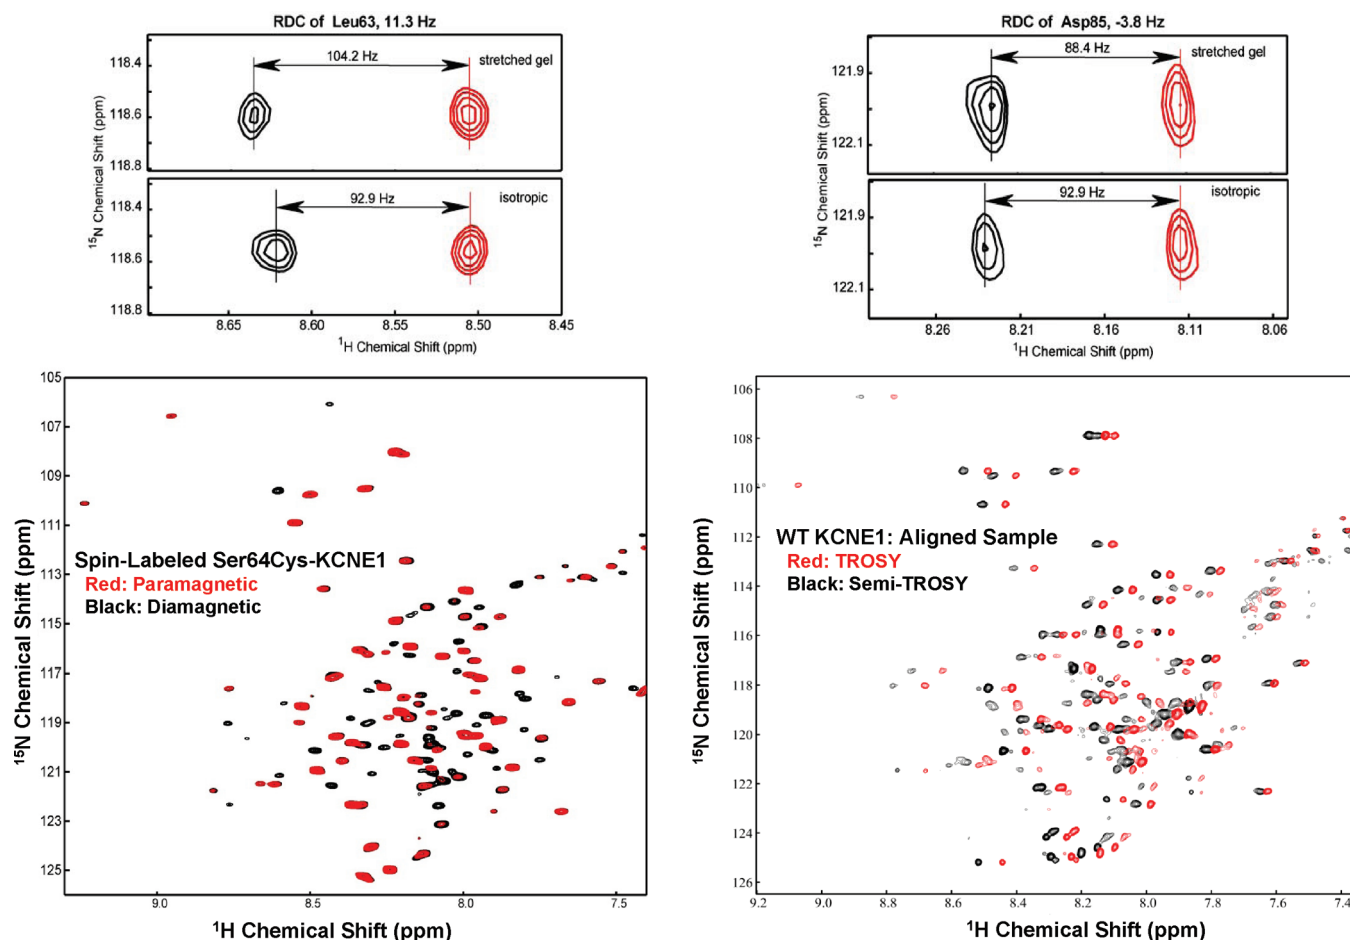 RDC of Leu63, 11.3 Hz
104.2 Hz
stretched gel
118.4
118.6
118.8
92.9 Hz
isotropic
118.4
118.6
118.8
15N Chemical Shift (ppm)
8.65
8.60
8.55
8.50
8.45
1H Chemical Shift (ppm)
RDC of Asp85, -3.8 Hz
88.4 Hz
stretched gel
121.9
122.1
92.9 Hz
isotropic
121.9
122.1
15N Chemical Shift (ppm)
8.26
8.21
8.16
8.11
8.06
1H Chemical Shift (ppm)
105
107
109
111
113
115
117
119
121
123
125
15N Chemical Shift (ppm)
Spin-Labeled Ser64Cys-KCNE1
Red: Paramagnetic
Black: Diamagnetic
9.0
8.5
8.0
7.5
1H Chemical Shift (ppm)
106
108
110
112
114
116
118
120
122
124
126
15N Chemical Shift (ppm)
WT KCNE1: Aligned Sample
Red: TROSY
Black: Semi-TROSY
9.2
9.0
8.8
8.6
8.4
8.2
8.0
7.8
7.6
7.4
1H Chemical Shift (ppm)